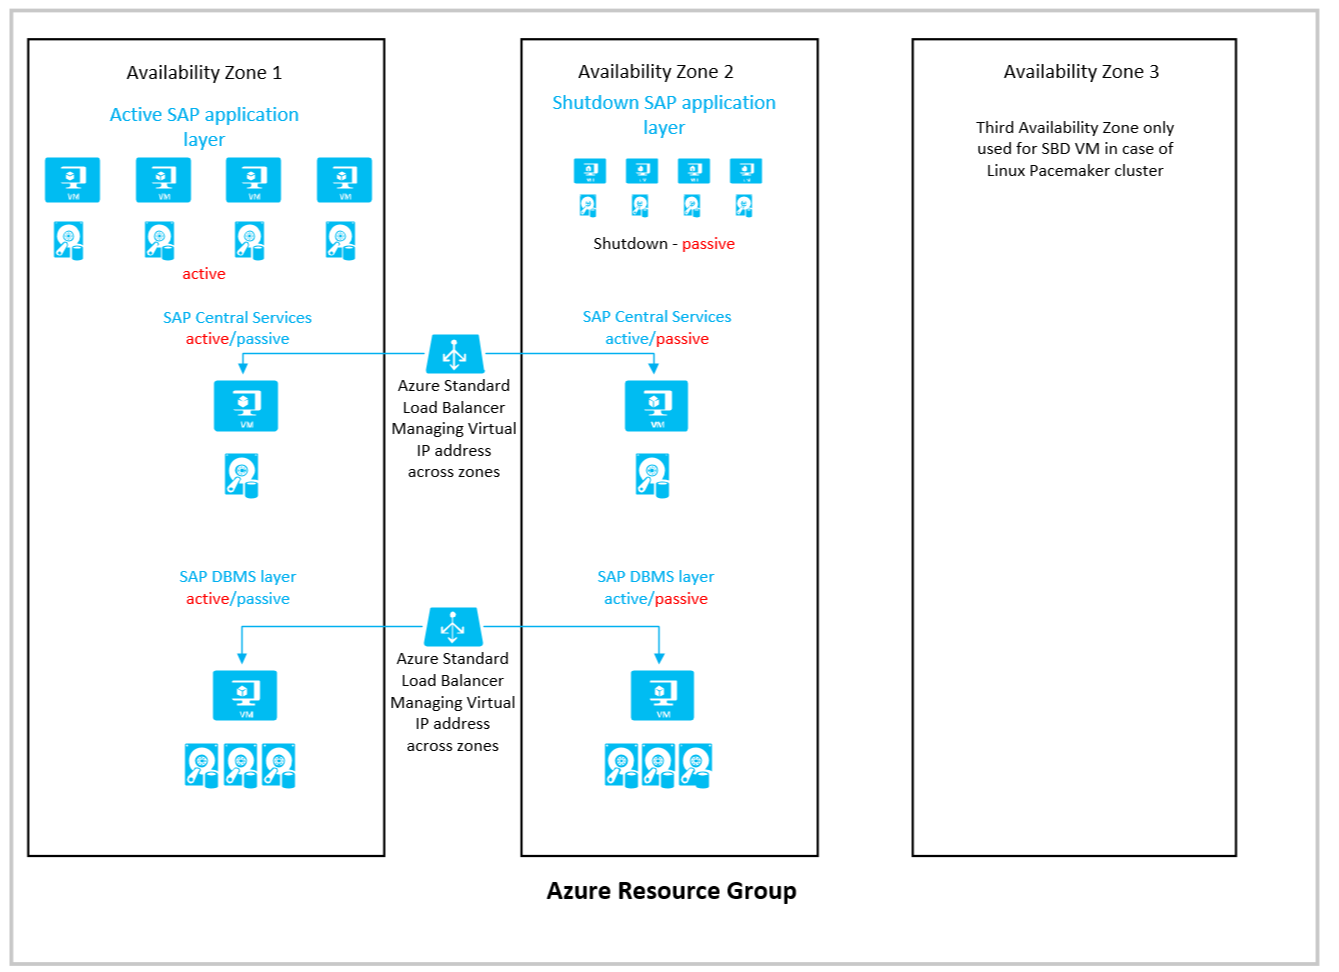 Availability Zone 1
Active SAP application
layer
VM
VM
VM
VM
active
SAP Central Services
active/passive
VM
SAP DBMS layer
active/passive
VM
Azure Standard
Load Balancer
Managing Virtual
IP address
across zones
Azure Standard
Load Balancer
Managing Virtual
IP address
across zones
Availability Zone 2
Shutdown SAP application
layer
Shutdown - passive
SAP Central Services
active/passive
VM
SAP DBMS layer
active/passive
VM
Availability Zone 3
Third Availability Zone only
used for SBD VM in case of
Linux Pacemaker cluster
Azure Resource Group